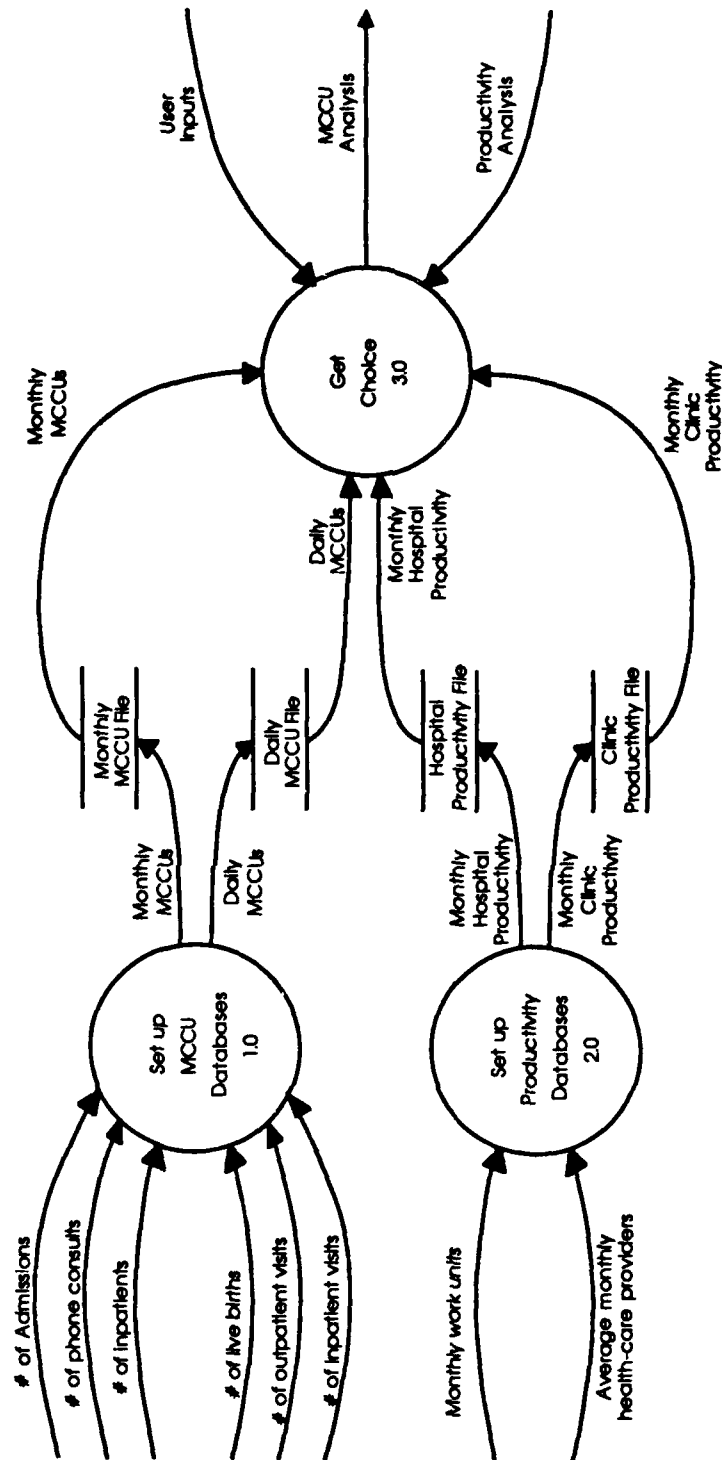 # of Admissions
# of phone consults
# of inpatients
# of live births
# of outpatient visits
# of inpatient visits
Set up
MCCU
Databases
1.0
Monthly
MCCUs
Daily
MCCUs
Monthly
MCCU File
Daily
MCCU File
Monthly
MCCUs
Daily
MCCUs
Monthly work units
Average monthly
health-care providers
Set up
Productivity
Databases
2.0
Monthly
Hospital
Productivity
Monthly
Clinic
Productivity
Hospital
Productivity File
Clinic
Productivity File
Monthly
Hospital
Productivity
Monthly
Clinic
Productivity
Get
Choice
3.0
User
Inputs
MCCU
Analysis
Productivity
Analysis